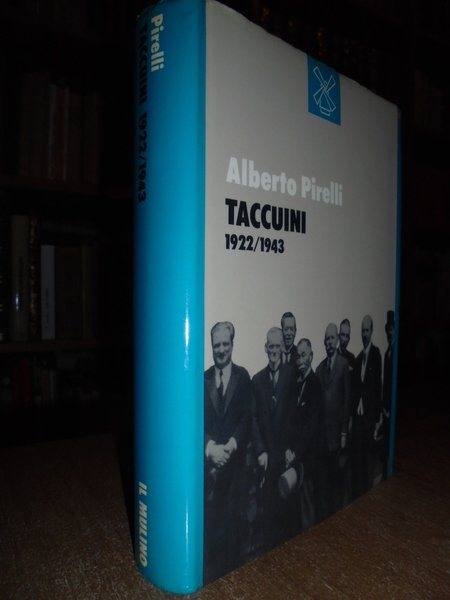 Pirelli TACCUINI 1922/1943 IL MULINO
Alberto Pirelli
TACCUINI
1922/1943